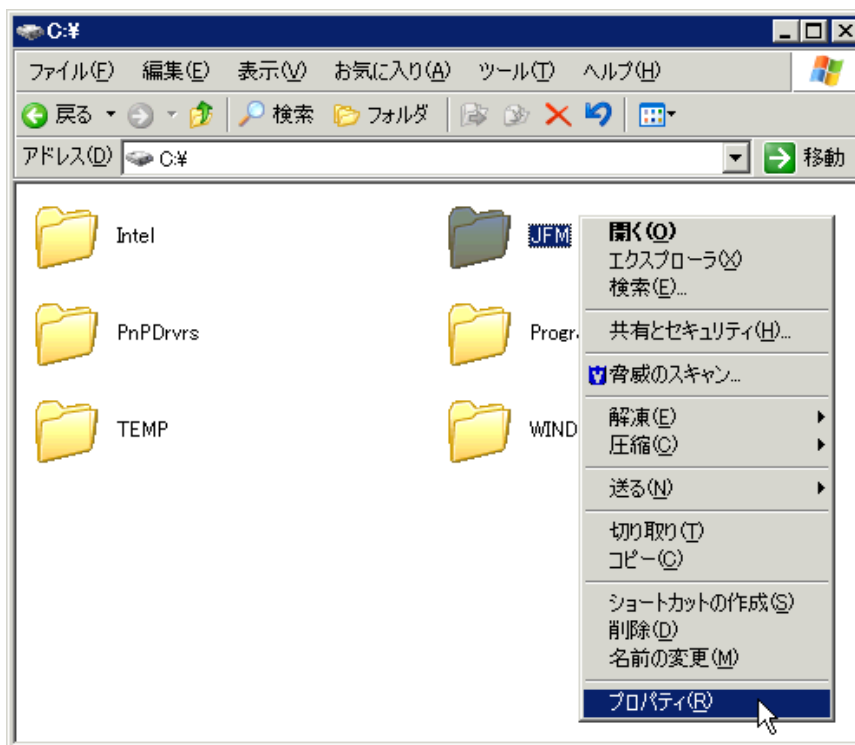 C:¥
ファイル(F) 編集(E) 表示(V) お気に入り(A) ツール(T) ヘルプ(H)
戻る 検索 フォルダ
アドレス(D) C:¥ 移動
Intel
JFM
PnPDrvrs
Progr
TEMP
WIND
開く(O)
エクスプローラ(X)
検索(E)...
共有とセキュリティ(H)...
脅威のスキャン...
解凍(E)
圧縮(C)
送る(N)
切り取り(T)
コピー(C)
ショートカットの作成(S)
削除(D)
名前の変更(M)
プロパティ(R)